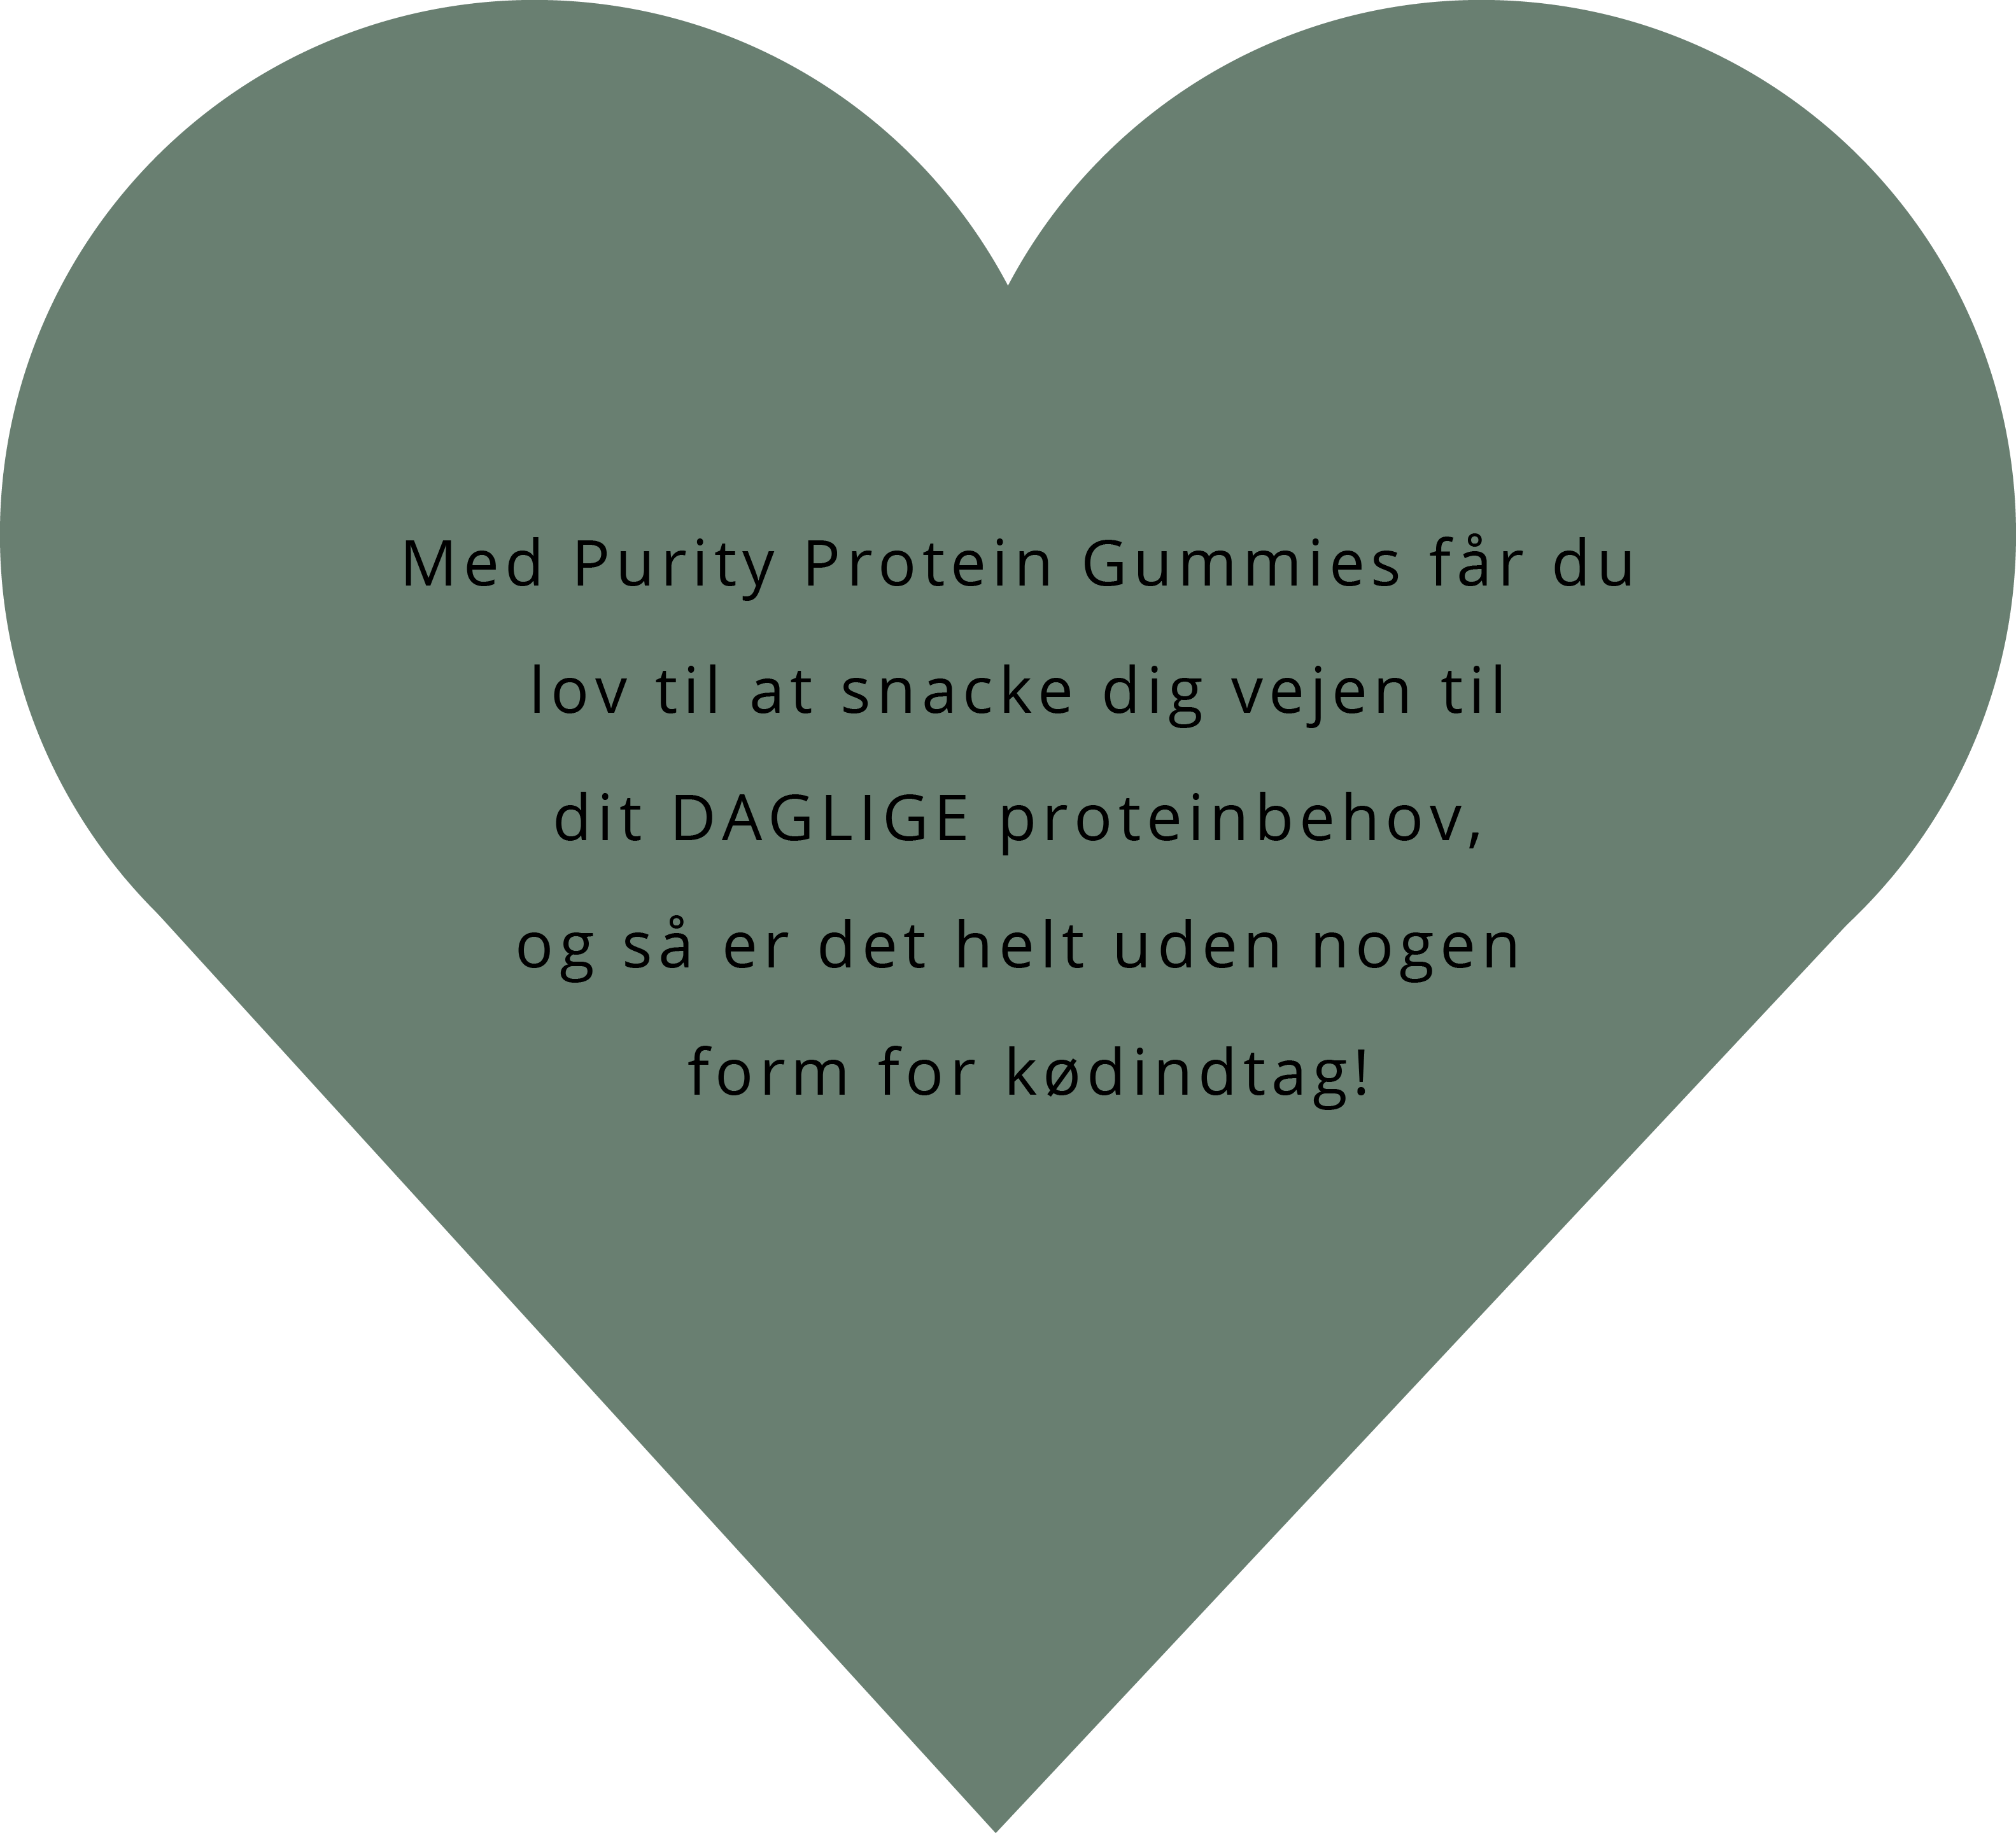 Med Purity Protein Gummies får du
lov til at snacke dig vejen til
dit DAGLIGE proteinbehov,
og så er det helt uden nogen
form for kødindtag!